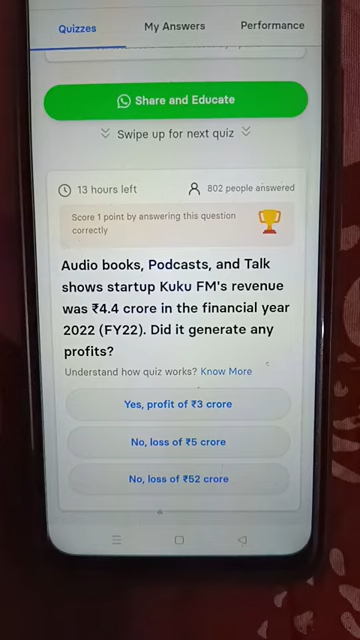 Quizzes
My Answers
Performance
Share and Educate
Swipe up for next quiz
13 hours left
802 people answered
Score 1 point by answering this question
correctly
Audio books, Podcasts, and Talk
shows startup Kuku FM's revenue
was ₹4.4 crore in the financial year
2022 (FY22). Did it generate any
profits?
Understand how quiz works? Know More
Yes, profit of ₹3 crore
No, loss of ₹5 crore
No, loss of ₹52 crore